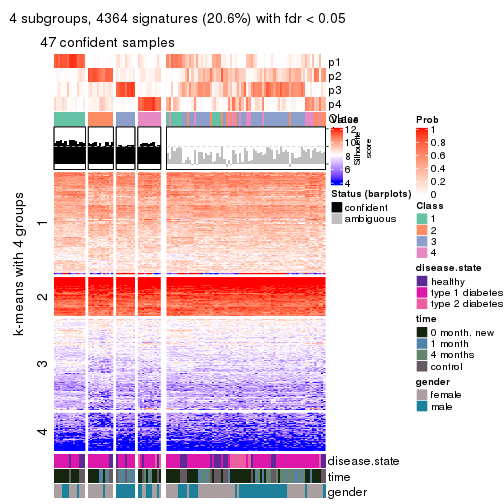 4 subgroups, 4364 signatures (20.6%) with fdr < 0.05
47 confident samples
p1
p2
p3
p4
Class
Silhouette
score
k-means with 4 groups
1
2
3
4
disease.state
time
gender
Value
12
10
8
6
4
Status (barplots)
confident
ambiguous
Prob
1
0.8
0.6
0.4
0.2
0
Class
1
2
3
4
disease.state
healthy
type 1 diabetes
type 2 diabetes
time
0 month. new
1 month
4 months
control
gender
female
male